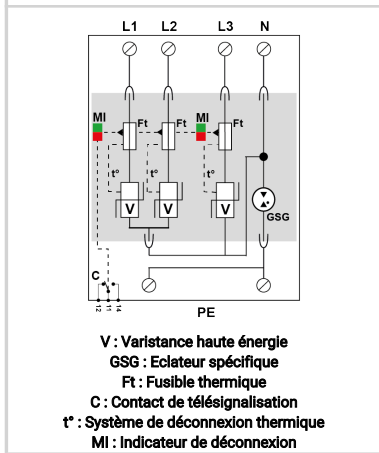 L1 L2 L3 N
MI Ft Ft MI Ft
t° t° t°
V V V GSG
C
12 11 14
PE
V : Varistance haute énergie
GSG : Eclateur spécifique
Ft : Fusible thermique
C : Contact de télésignalisation
t° : Système de déconnexion thermique
MI : Indicateur de déconnexion